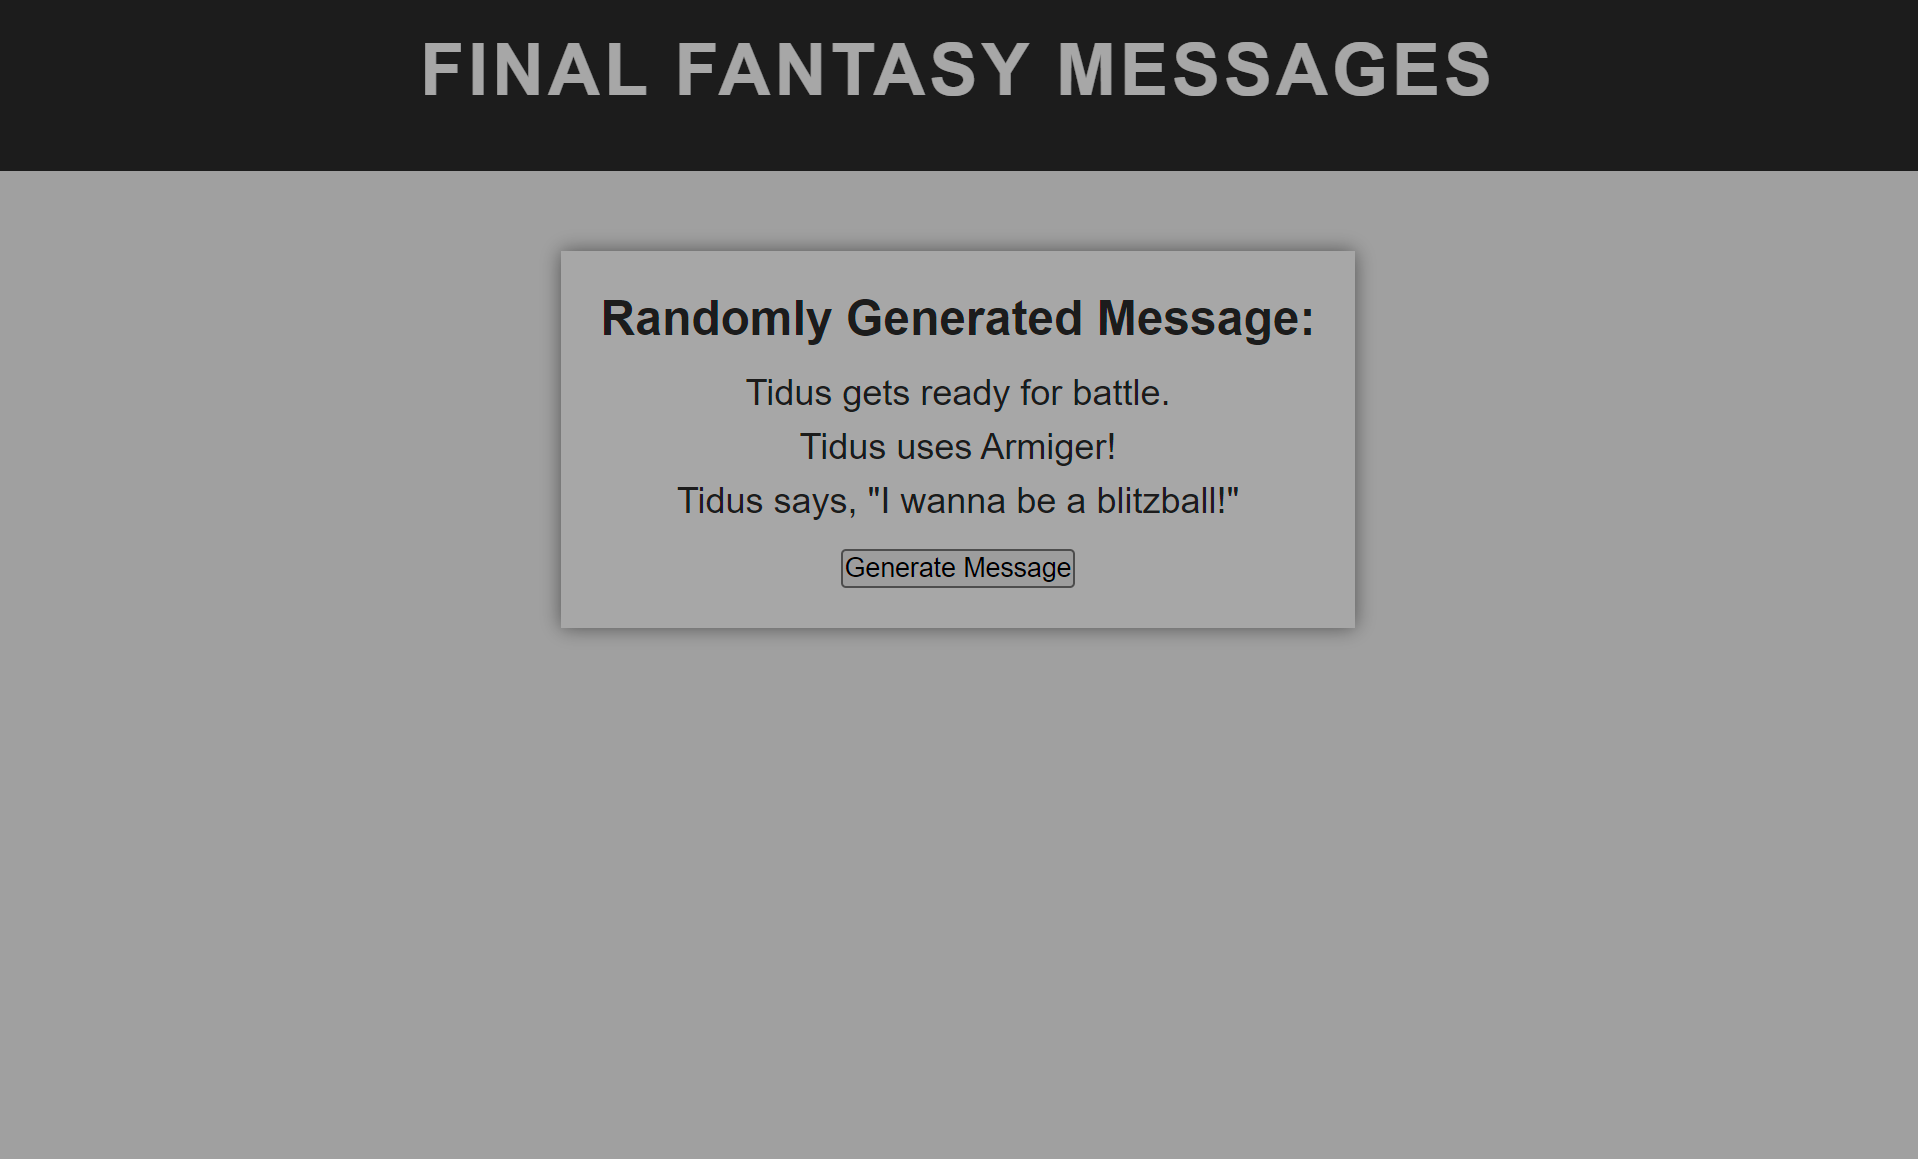 FINAL FANTASY MESSAGES
Randomly Generated Message:
Tidus gets ready for battle.
Tidus uses Armiger!
Tidus says, "I wanna be a blitzball!"
Generate Message